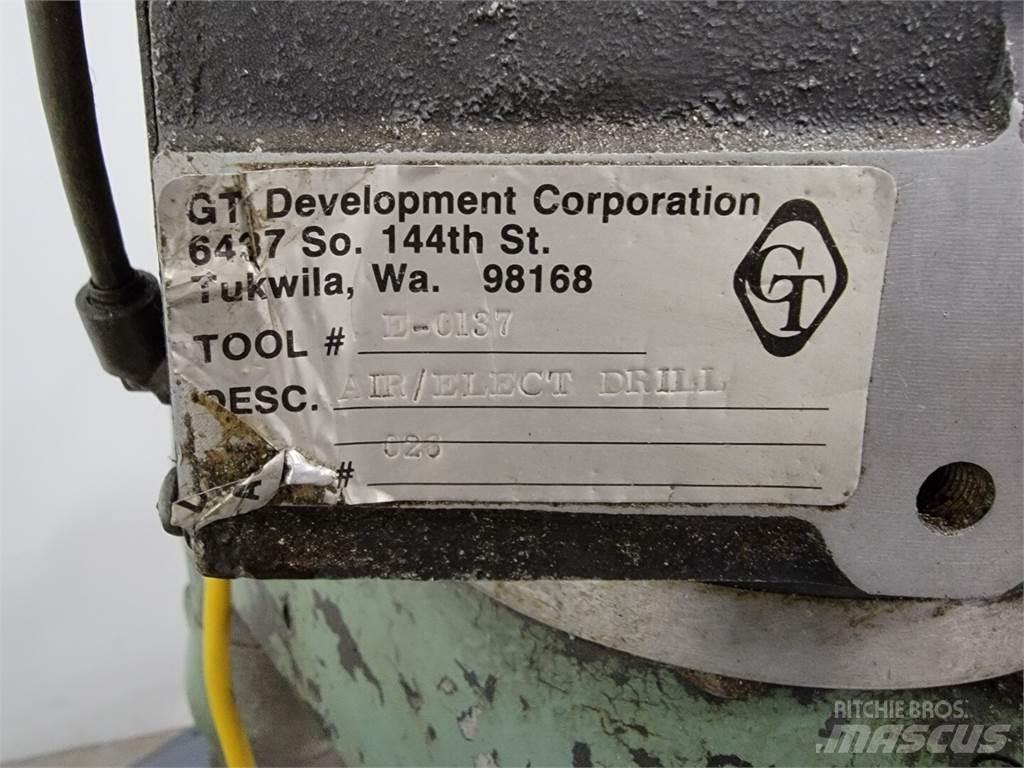 GT Development Corporation
6437 So. 144th St.
Tukwila, Wa. 98168
GT
TOOL # E-0137
DESC. AIR/ELECT DRILL
#
RITCHIE BROS.
MASCUS